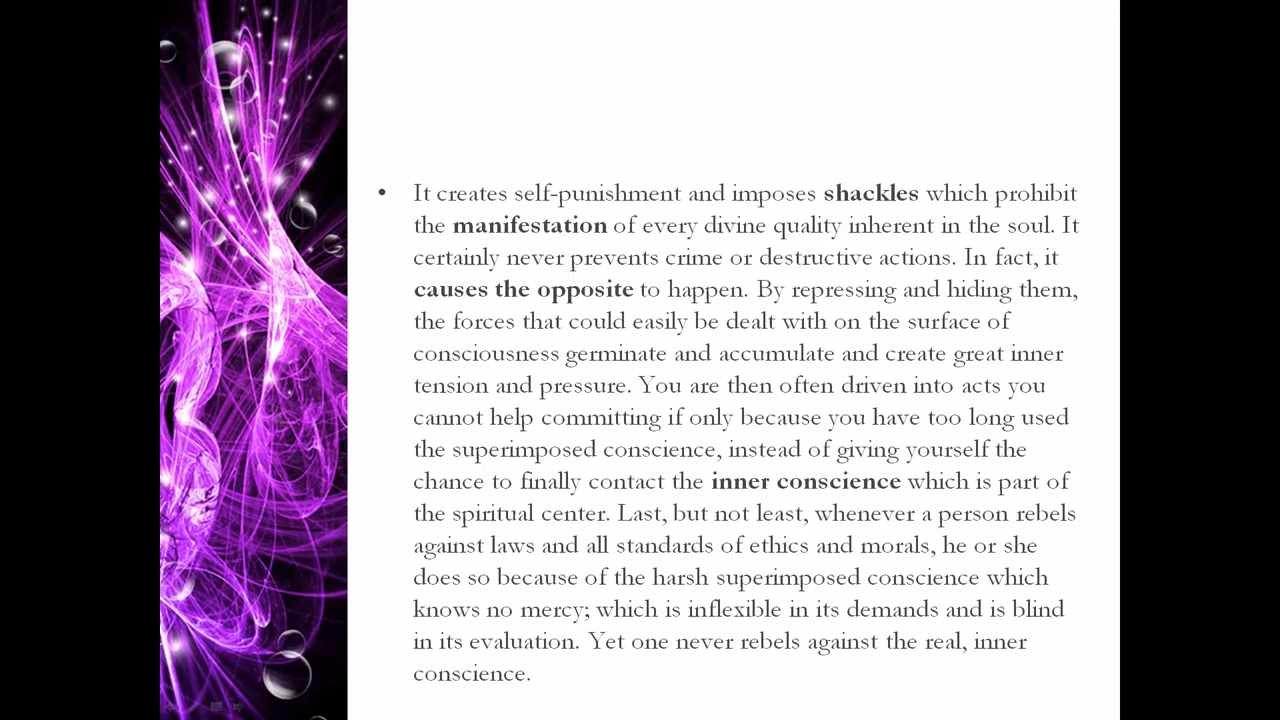 • It creates self-punishment and imposes shackles which prohibit
the manifestation of every divine quality inherent in the soul. It
certainly never prevents crime or destructive actions. In fact, it
causes the opposite to happen. By repressing and hiding them,
the forces that could easily be dealt with on the surface of
consciousness germinate and accumulate and create great inner
tension and pressure. You are then often driven into acts you
cannot help committing if only because you have too long used
the superimposed conscience, instead of giving yourself the
chance to finally contact the inner conscience which is part of
the spiritual center. Last, but not least, whenever a person rebels
against laws and all standards of ethics and morals, he or she
does so because of the harsh superimposed conscience which
knows no mercy; which is inflexible in its demands and is blind
in its evaluation. Yet one never rebels against the real, inner
conscience.